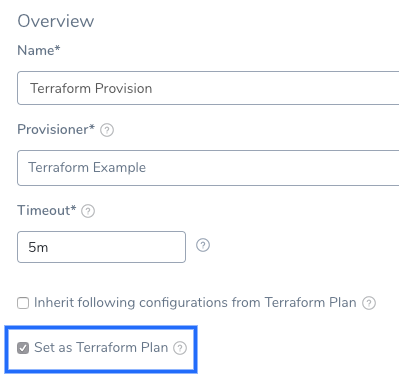 Overview
Name*
Terraform Provision
Provisioner* ?
Terraform Example
Timeout* ?
5m ?
Inherit following configurations from Terraform Plan ?
Set as Terraform Plan ?